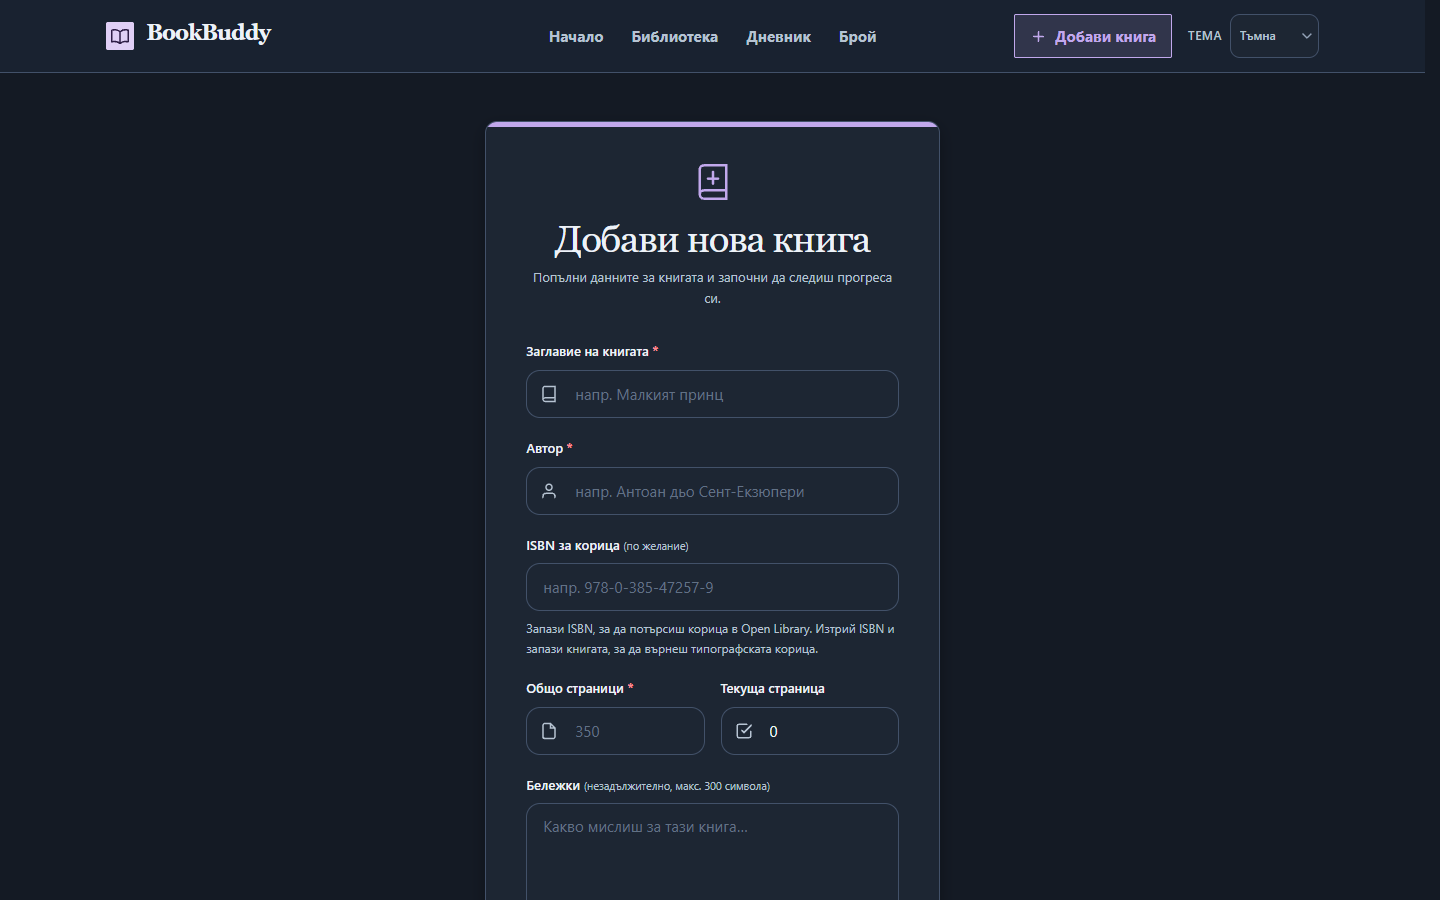 BookBuddy
Начало Библиотека Дневник Брой
Добави книга
ТЕМА Тъмна
Добави нова книга
Попълни данните за книгата и започни да следиш прогреса
си.
Заглавие на книгата *
напр. Малкият принц
Автор *
напр. Антоан дьо Сент-Екзюпери
ISBN за корица (по желание)
напр. 978-0-385-47257-9
Запази ISBN, за да потърсиш корица в Open Library. Изтрий ISBN и
запази книгата, за да върнеш типографската корица.
Общо страници * Текуща страница
350 0
Бележки (незадължително, макс. 300 символа)
Какво мислиш за тази книга...